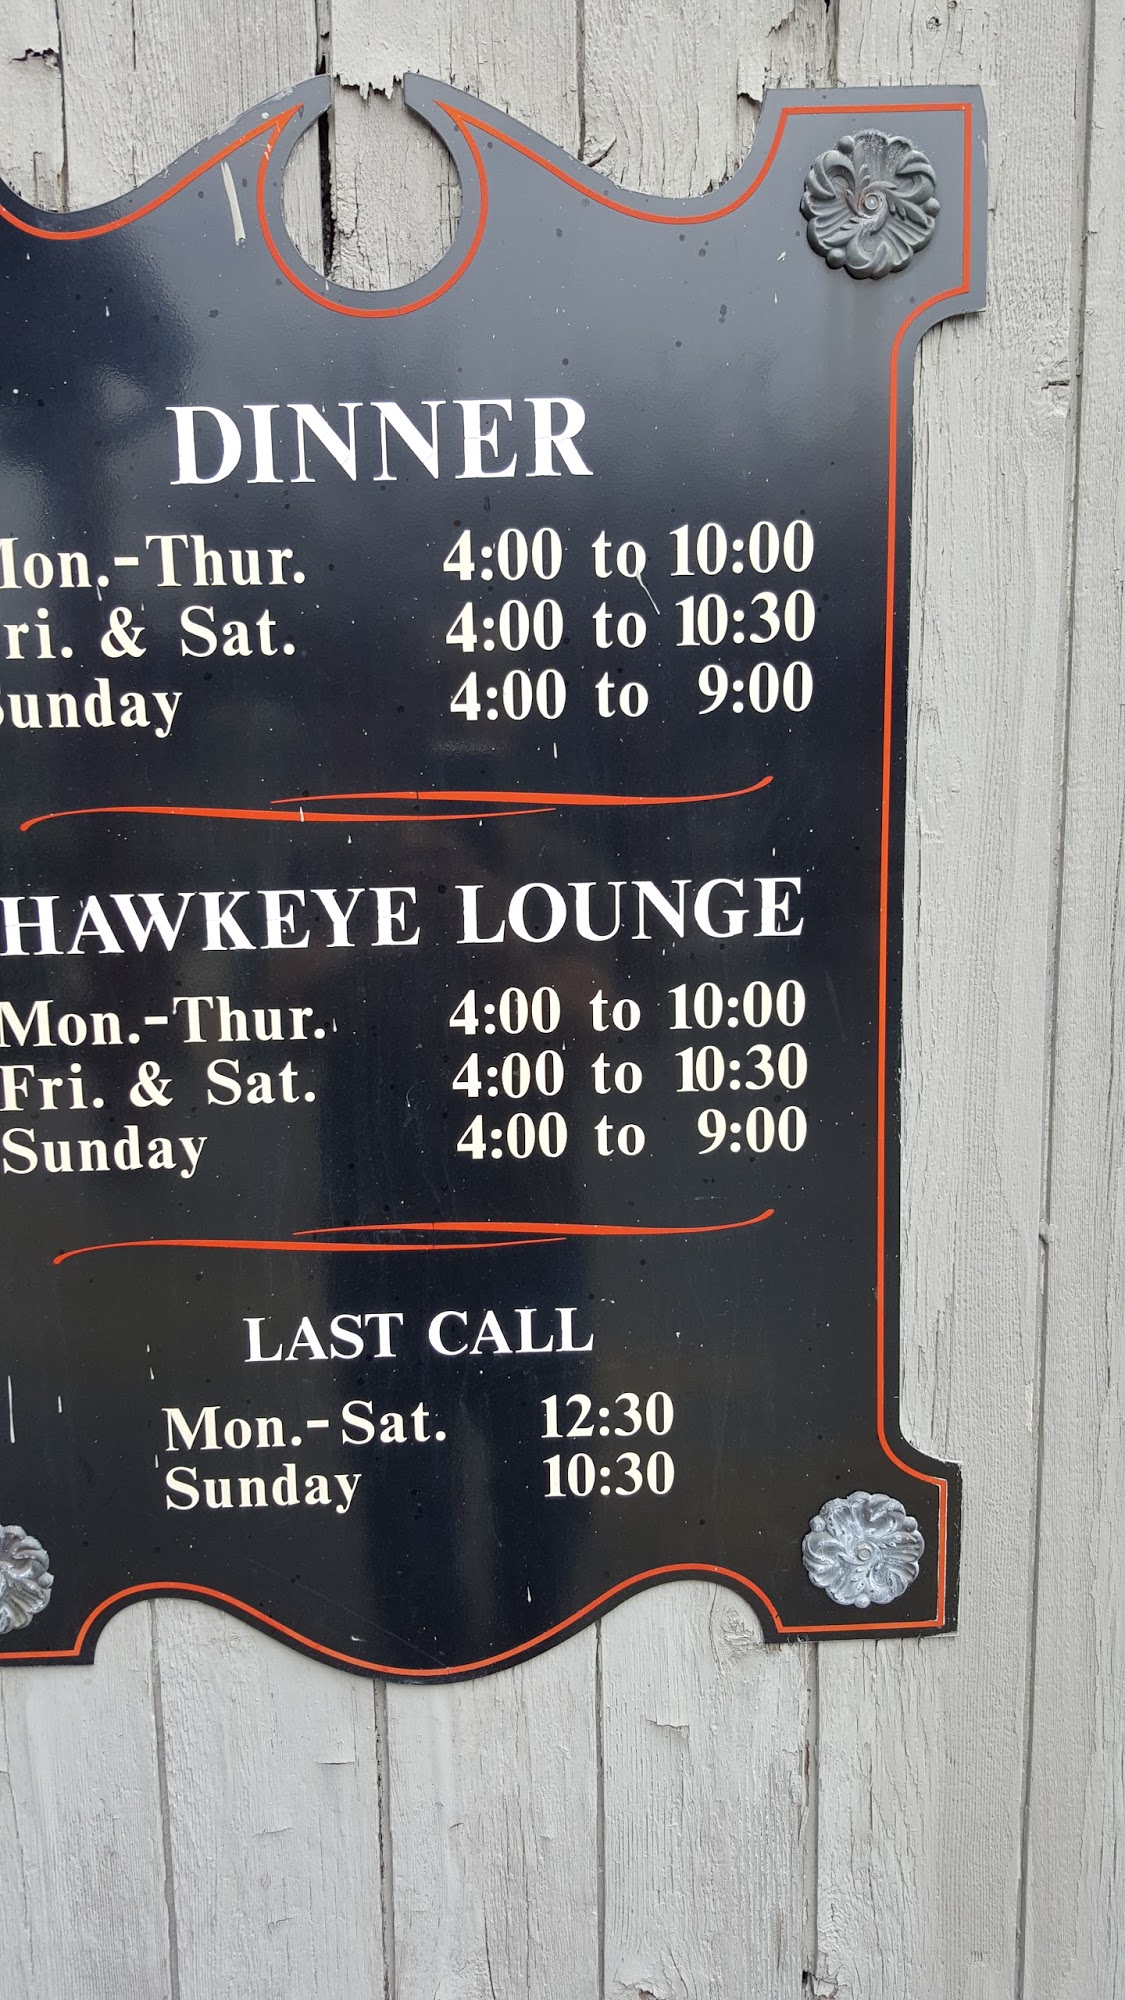 DINNER
Mon.-Thur. 4:00 to 10:00
Fri. & Sat. 4:00 to 10:30
Sunday 4:00 to 9:00
HAWKEYE LOUNGE
Mon.-Thur. 4:00 to 10:00
Fri. & Sat. 4:00 to 10:30
Sunday 4:00 to 9:00
LAST CALL
Mon.-Sat. 12:30
Sunday 10:30